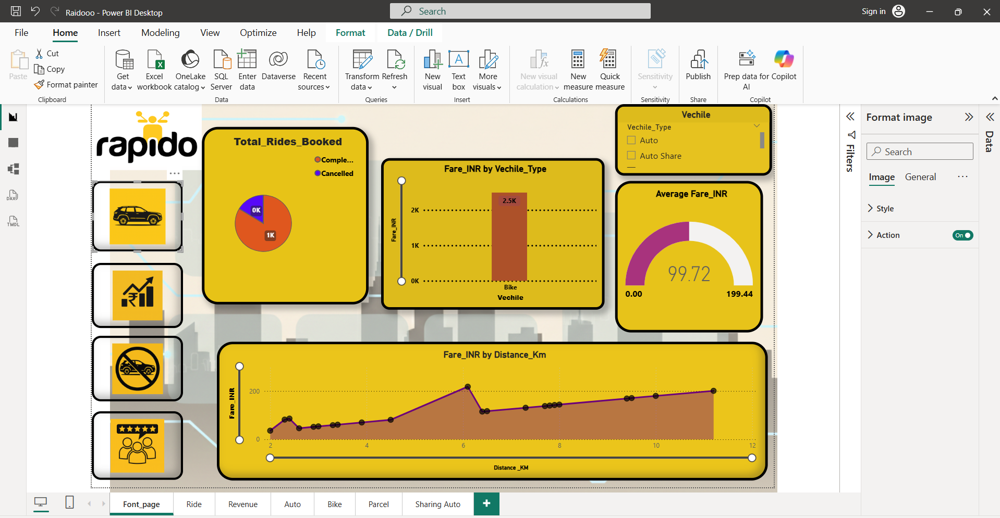 Raidooo - Power BI Desktop
Search
Sign in
File
Home
Insert
Modeling
View
Optimize
Help
Format
Data / Drill
Paste
Cut
Copy
Format painter
Clipboard
Get data
Excel workbook
OneLake catalog
SQL Server
Enter data
Dataverse
Recent sources
Data
Transform data
Refresh
Queries
New visual
Text box
More visuals
Insert
New visual calculation
New measure
Quick measure
Calculations
Sensitivity
Sensitivity
Publish
Share
Prep data for AI
Copilot
Copilot
DAX
TMDL
rapido
Total_Rides_Booked
Comple...
Cancelled
0K
1K
Fare_INR by Vechile_Type
Fare_INR
2K
1K
0K
2.5K
Bike
Vechile
Vechile
Vechile_Type
Auto
Auto Share
Average Fare_INR
99.72
0.00
199.44
Fare_INR by Distance_Km
Fare_INR
200
0
2
4
6
8
10
12
Distance _KM
Filters
Format image
Search
Image
General
...
Style
Action
On
Data
Font_page
Ride
Revenue
Auto
Bike
Parcel
Sharing Auto